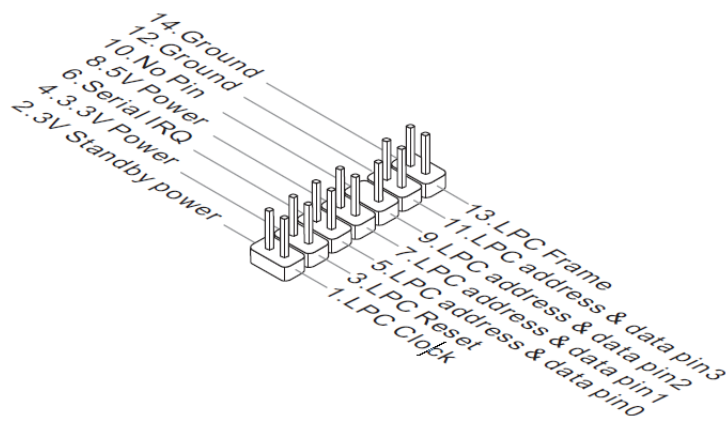 14.Ground
12.Ground
10.No Pin
8.5V Power
6.Serial IRQ
4.3.3V Power
2.3V Standby power
13.LPC Frame
11.LPC address & data pin3
9.LPC address & data pin2
7.LPC address & data pin1
5.LPC address & data pin0
3.LPC Reset
1.LPC Clock